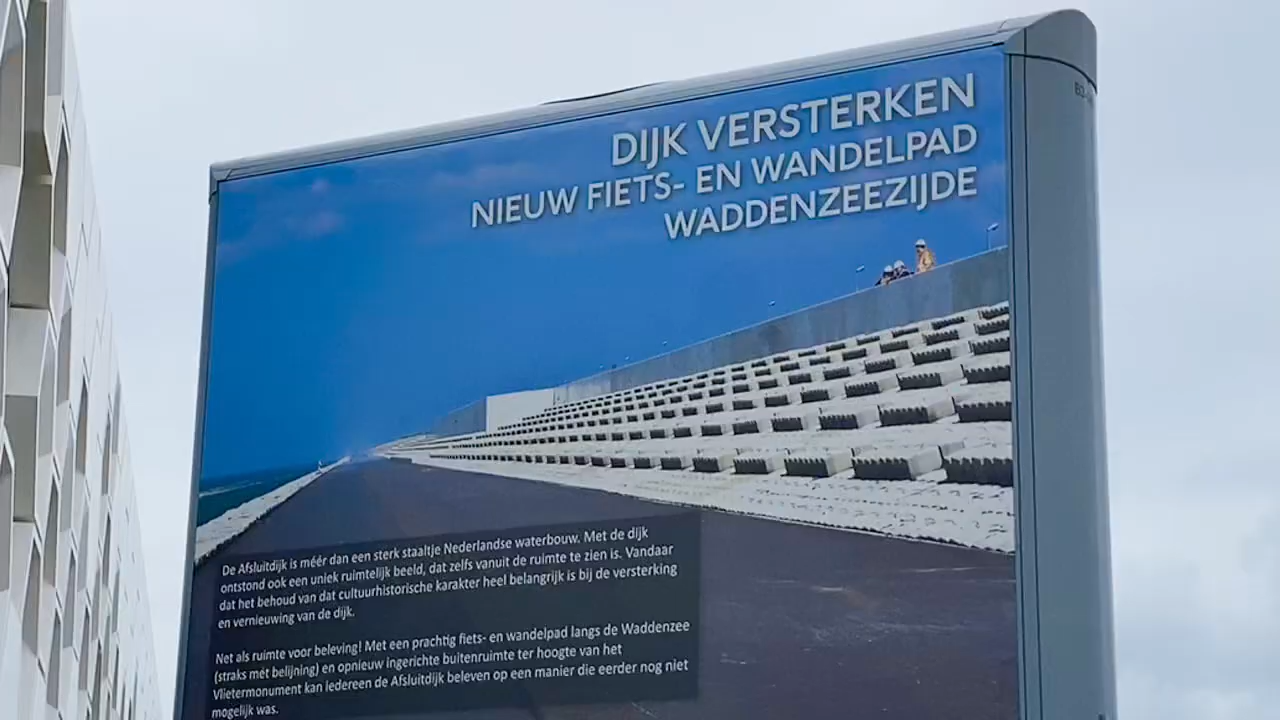 DIJK VERSTERKEN
NIEUW FIETS- EN WANDELPAD
WADDENZEEZIJDE
De Afsluitdijk is méér dan een sterk staaltje Nederlandse waterbouw. Met de dijk
ontstond ook een uniek ruimtelijk beeld, dat zelfs vanuit de ruimte te zien is. Vandaar
dat het behoud van dat cultuurhistorische karakter heel belangrijk is bij de versterking
en vernieuwing van de dijk.
Net als ruimte voor beleving! Met een prachtig fiets- en wandelpad langs de Waddenzee
(straks mét belijning) en opnieuw ingerichte buitenruimte ter hoogte van het
Vlietermonument kan iedereen de Afsluitdijk beleven op een manier die eerder nog niet
mogelijk was.